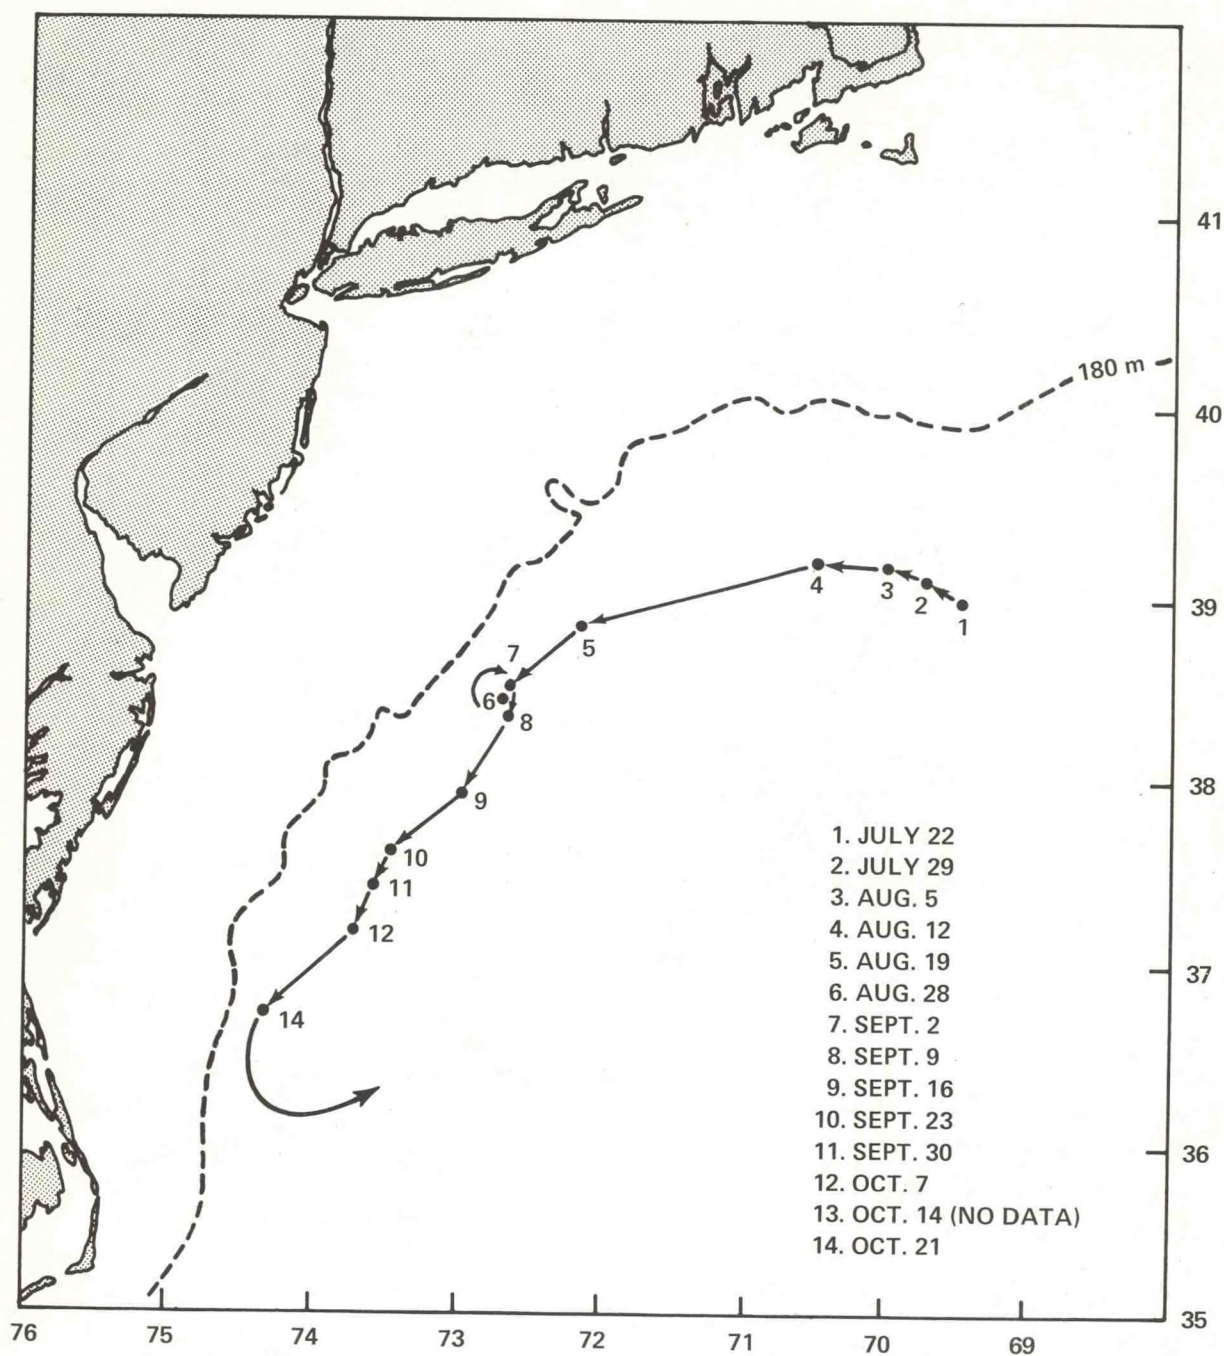 41
180 m
40
4
3
2
1
39
5
7
6
8
38
9
10
11
12
37
14
1. JULY 22
2. JULY 29
3. AUG. 5
4. AUG. 12
5. AUG. 19
6. AUG. 28
7. SEPT. 2
8. SEPT. 9
9. SEPT. 16
10. SEPT. 23
11. SEPT. 30
12. OCT. 7
13. OCT. 14 (NO DATA)
14. OCT. 21
36
35
76 75 74 73 72 71 70 69